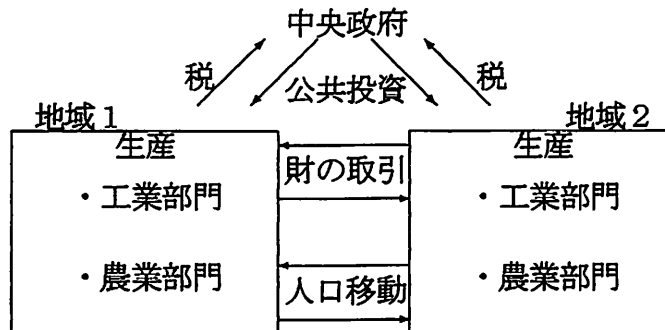 中央政府
税
税
公共投資
地域1
地域2
生産
生産
財の取引
・工業部門
・工業部門
・農業部門
・農業部門
人口移動